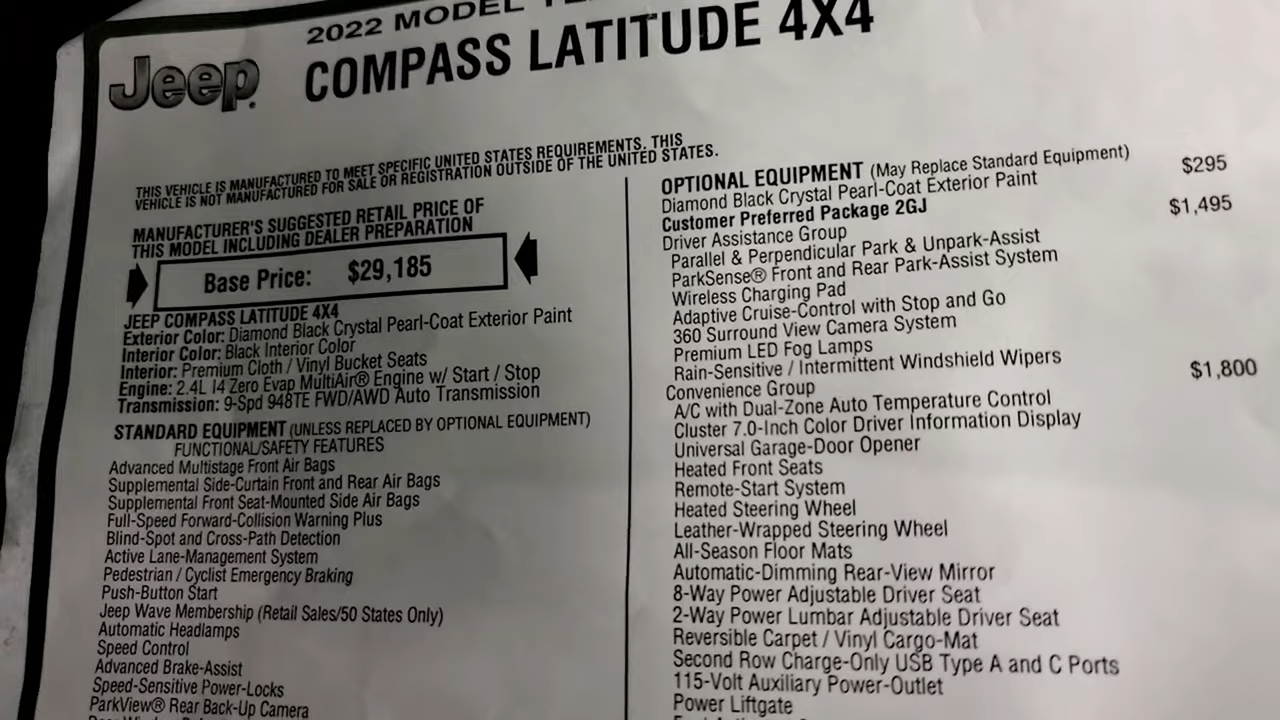 2022 MODEL
Jeep.
COMPASS LATITUDE 4X4
THIS VEHICLE IS MANUFACTURED TO MEET SPECIFIC UNITED STATES REQUIREMENTS. THIS
VEHICLE IS NOT MANUFACTURED FOR SALE OR REGISTRATION OUTSIDE OF THE UNITED STATES.
MANUFACTURER'S SUGGESTED RETAIL PRICE OF
THIS MODEL INCLUDING DEALER PREPARATION
Base Price: $29,185
JEEP COMPASS LATITUDE 4X4
Exterior Color: Diamond Black Crystal Pearl-Coat Exterior Paint
Interior Color: Black Interior Color
Interior: Premium Cloth / Vinyl Bucket Seats
Engine: 2.4L I4 Zero Evap MultiAir® Engine w/ Start / Stop
Transmission: 9-Spd 948TE FWD/AWD Auto Transmission
STANDARD EQUIPMENT (UNLESS REPLACED BY OPTIONAL EQUIPMENT)
FUNCTIONAL/SAFETY FEATURES
Advanced Multistage Front Air Bags
Supplemental Side-Curtain Front and Rear Air Bags
Supplemental Front Seat-Mounted Side Air Bags
Full-Speed Forward-Collision Warning Plus
Blind-Spot and Cross-Path Detection
Active Lane-Management System
Pedestrian / Cyclist Emergency Braking
Push-Button Start
Jeep Wave Membership (Retail Sales/50 States Only)
Automatic Headlamps
Speed Control
Advanced Brake-Assist
Speed-Sensitive Power-Locks
ParkView® Rear Back-Up Camera
OPTIONAL EQUIPMENT (May Replace Standard Equipment)
Diamond Black Crystal Pearl-Coat Exterior Paint $295
Customer Preferred Package 2GJ
Driver Assistance Group $1,495
Parallel & Perpendicular Park & Unpark-Assist
ParkSense® Front and Rear Park-Assist System
Wireless Charging Pad
Adaptive Cruise-Control with Stop and Go
360 Surround View Camera System
Premium LED Fog Lamps
Rain-Sensitive / Intermittent Windshield Wipers
Convenience Group $1,800
A/C with Dual-Zone Auto Temperature Control
Cluster 7.0-Inch Color Driver Information Display
Universal Garage-Door Opener
Heated Front Seats
Remote-Start System
Heated Steering Wheel
Leather-Wrapped Steering Wheel
All-Season Floor Mats
Automatic-Dimming Rear-View Mirror
8-Way Power Adjustable Driver Seat
2-Way Power Lumbar Adjustable Driver Seat
Reversible Carpet / Vinyl Cargo-Mat
Second Row Charge-Only USB Type A and C Ports
115-Volt Auxiliary Power-Outlet
Power Liftgate